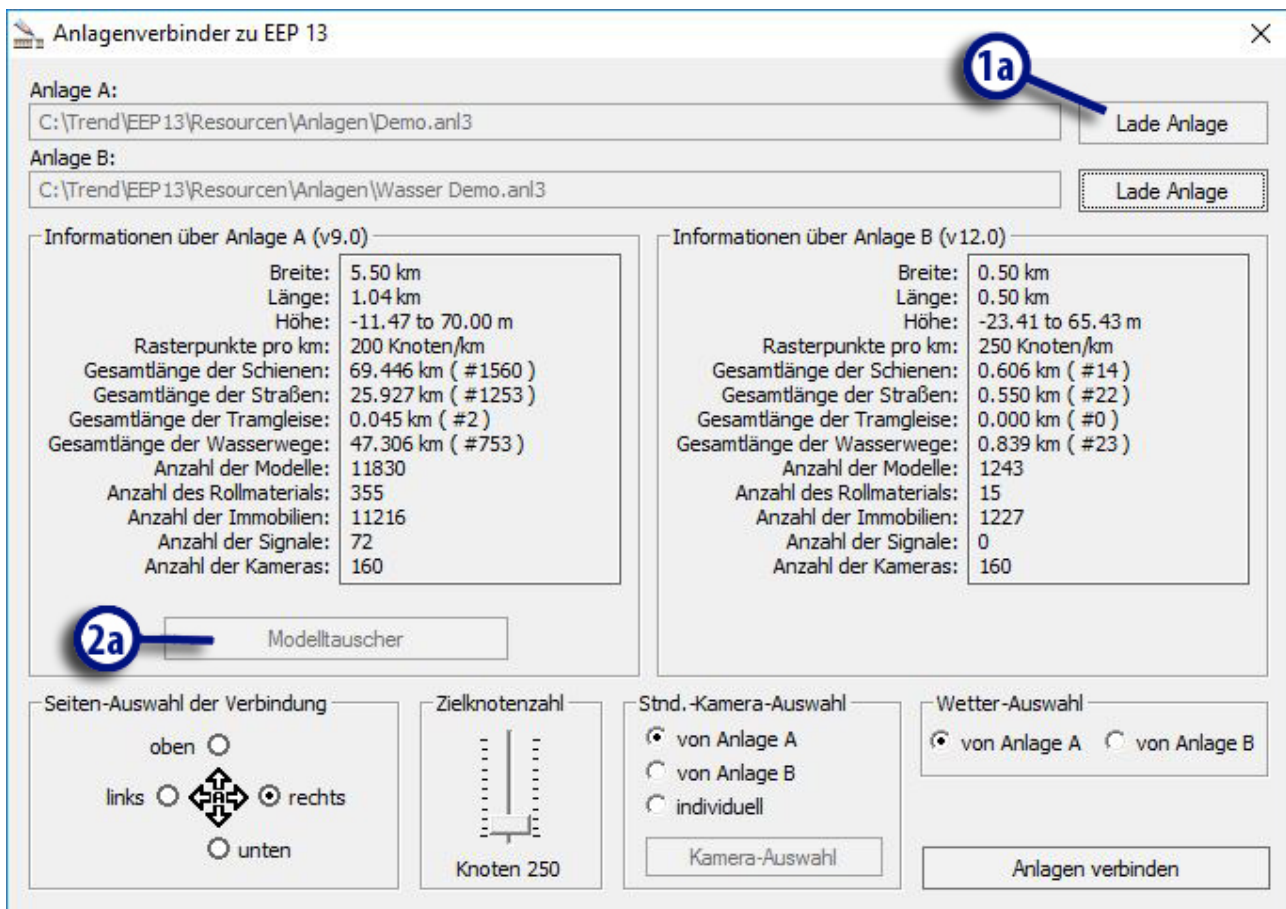 Anlagenverbinder zu EEP 13
1a
Anlage A:
C:\Trend\EEP13\Resourcen\Anlagen\Demo.anl3
Lade Anlage
Anlage B:
C:\Trend\EEP13\Resourcen\Anlagen\Wasser Demo.anl3
Lade Anlage
Informationen über Anlage A (v9.0)
Breite: 5.50 km
Länge: 1.04 km
Höhe: -11.47 to 70.00 m
Rasterpunkte pro km: 200 Knoten/km
Gesamtlänge der Schienen: 69.446 km ( #1560 )
Gesamtlänge der Straßen: 25.927 km ( #1253 )
Gesamtlänge der Tramgleise: 0.045 km ( #2 )
Gesamtlänge der Wasserwege: 47.306 km ( #753 )
Anzahl der Modelle: 11830
Anzahl des Rollmaterials: 355
Anzahl der Immobilien: 11216
Anzahl der Signale: 72
Anzahl der Kameras: 160
2a
Modelltauscher
Informationen über Anlage B (v12.0)
Breite: 0.50 km
Länge: 0.50 km
Höhe: -23.41 to 65.43 m
Rasterpunkte pro km: 250 Knoten/km
Gesamtlänge der Schienen: 0.606 km ( #14 )
Gesamtlänge der Straßen: 0.550 km ( #22 )
Gesamtlänge der Tramgleise: 0.000 km ( #0 )
Gesamtlänge der Wasserwege: 0.839 km ( #23 )
Anzahl der Modelle: 1243
Anzahl des Rollmaterials: 15
Anzahl der Immobilien: 1227
Anzahl der Signale: 0
Anzahl der Kameras: 160
Seiten-Auswahl der Verbindung
oben
links A rechts
unten
Zielknotenzahl
Knoten 250
Stnd.-Kamera-Auswahl
von Anlage A
von Anlage B
individuell
Kamera-Auswahl
Wetter-Auswahl
von Anlage A von Anlage B
Anlagen verbinden